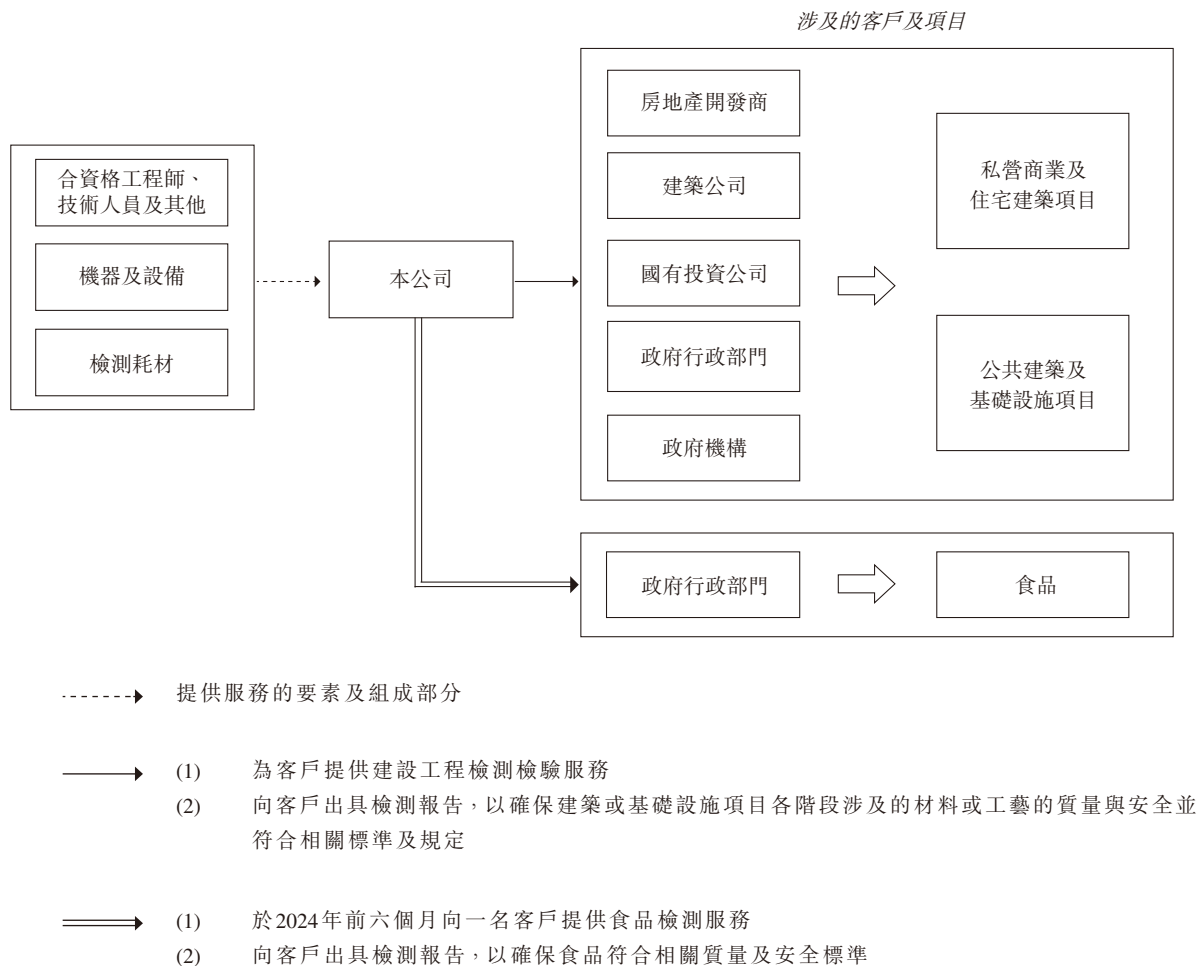 涉及的客戶及項目
合資格工程師、
技術人員及其他
機器及設備
檢測耗材
本公司
房地產開發商
建築公司
國有投資公司
政府行政部門
政府機構
私營商業及
住宅建築項目
公共建築及
基礎設施項目
政府行政部門
食品
提供服務的要素及組成部分
(1) 為客戶提供建設工程檢測檢驗服務
(2) 向客戶出具檢測報告，以確保建築或基礎設施項目各階段涉及的材料或工藝的質量與安全並
符合相關標準及規定
(1) 於2024年前六個月向一名客戶提供食品檢測服務
(2) 向客戶出具檢測報告，以確保食品符合相關質量及安全標準